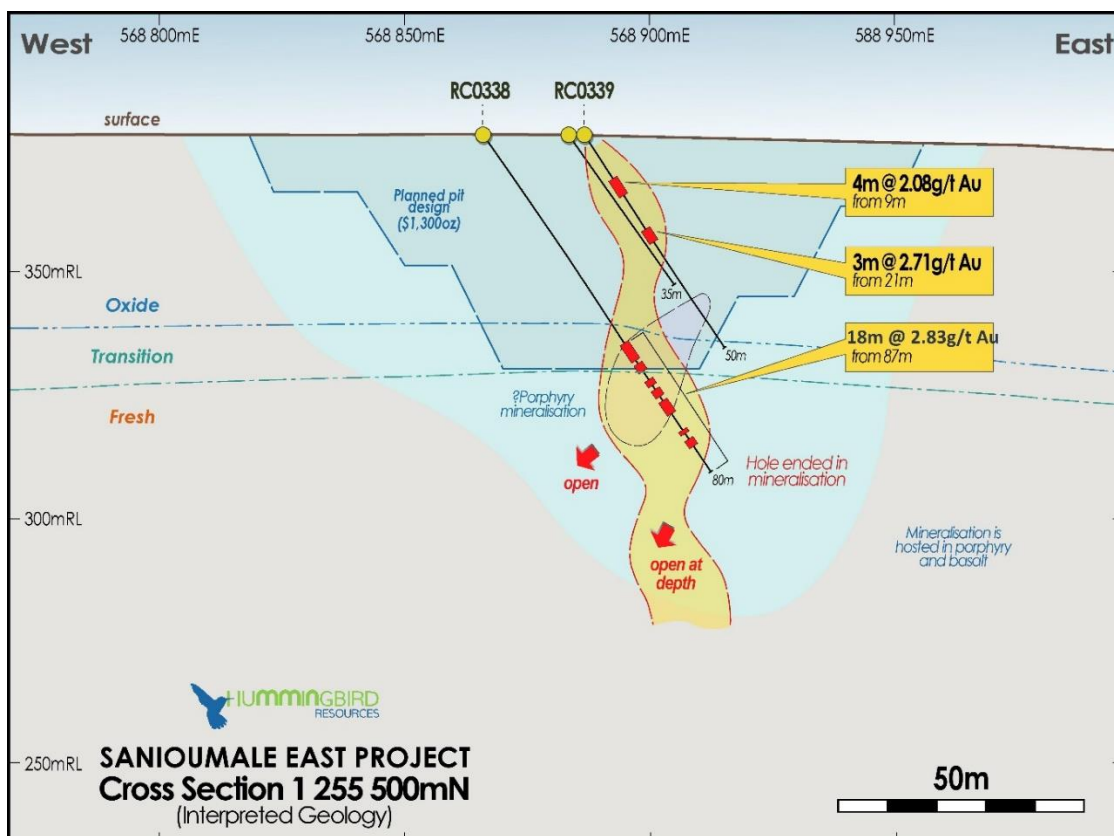 West
568 800mE
568 850mE
568 900mE
588 950mE
East
RC0338
RC0339
surface
4m @ 2.08g/t Au
from 9m
Planned pit
design
($1,300oz)
3m @ 2.71g/t Au
from 21m
350mRL
35m
Oxide
18m @ 2.83g/t Au
from 87m
50m
Transition
?Porphyry
mineralisation
Fresh
Hole ended in
mineralisation
80m
open
300mRL
Mineralisation is
hosted in porphyry
and basalt
open at
depth
HUMMINGBIRD
RESOURCES
SANIOUMALE EAST PROJECT
Cross Section 1 255 500mN
(Interpreted Geology)
250mRL
50m